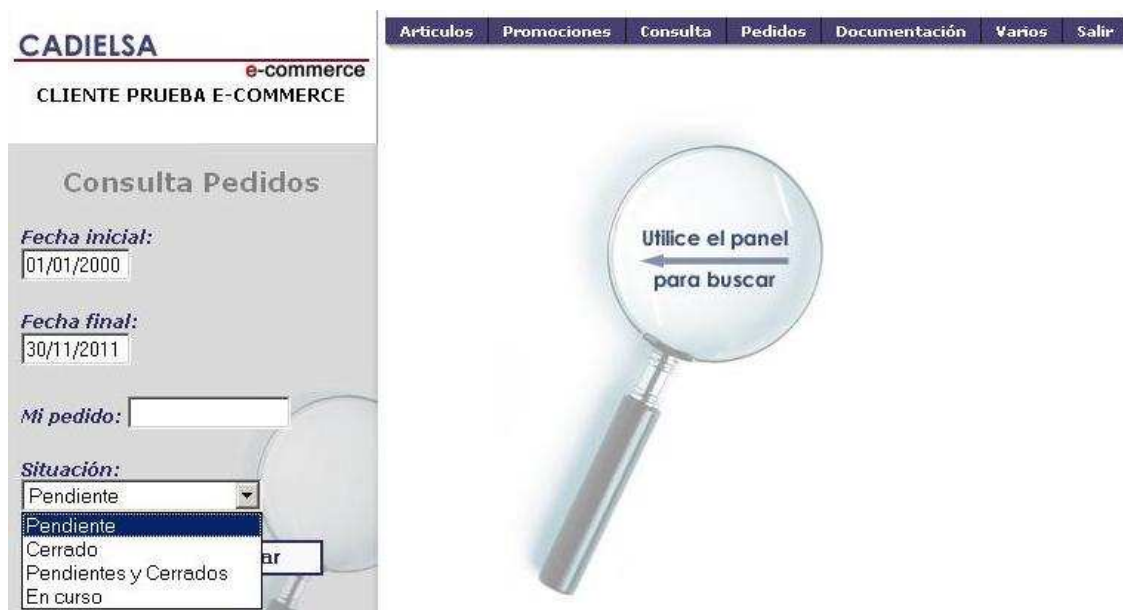 CADIELSA
e-commerce
CLIENTE PRUEBA E-COMMERCE
Articulos Promociones Consulta Pedidos Documentación Varios Salir
Consulta Pedidos
Fecha inicial:
01/01/2000
Fecha final:
30/11/2011
Mi pedido:
Situación:
Pendiente
Pendiente
Cerrado
Pendientes y Cerrados
En curso
ar
Utilice el panel
para buscar